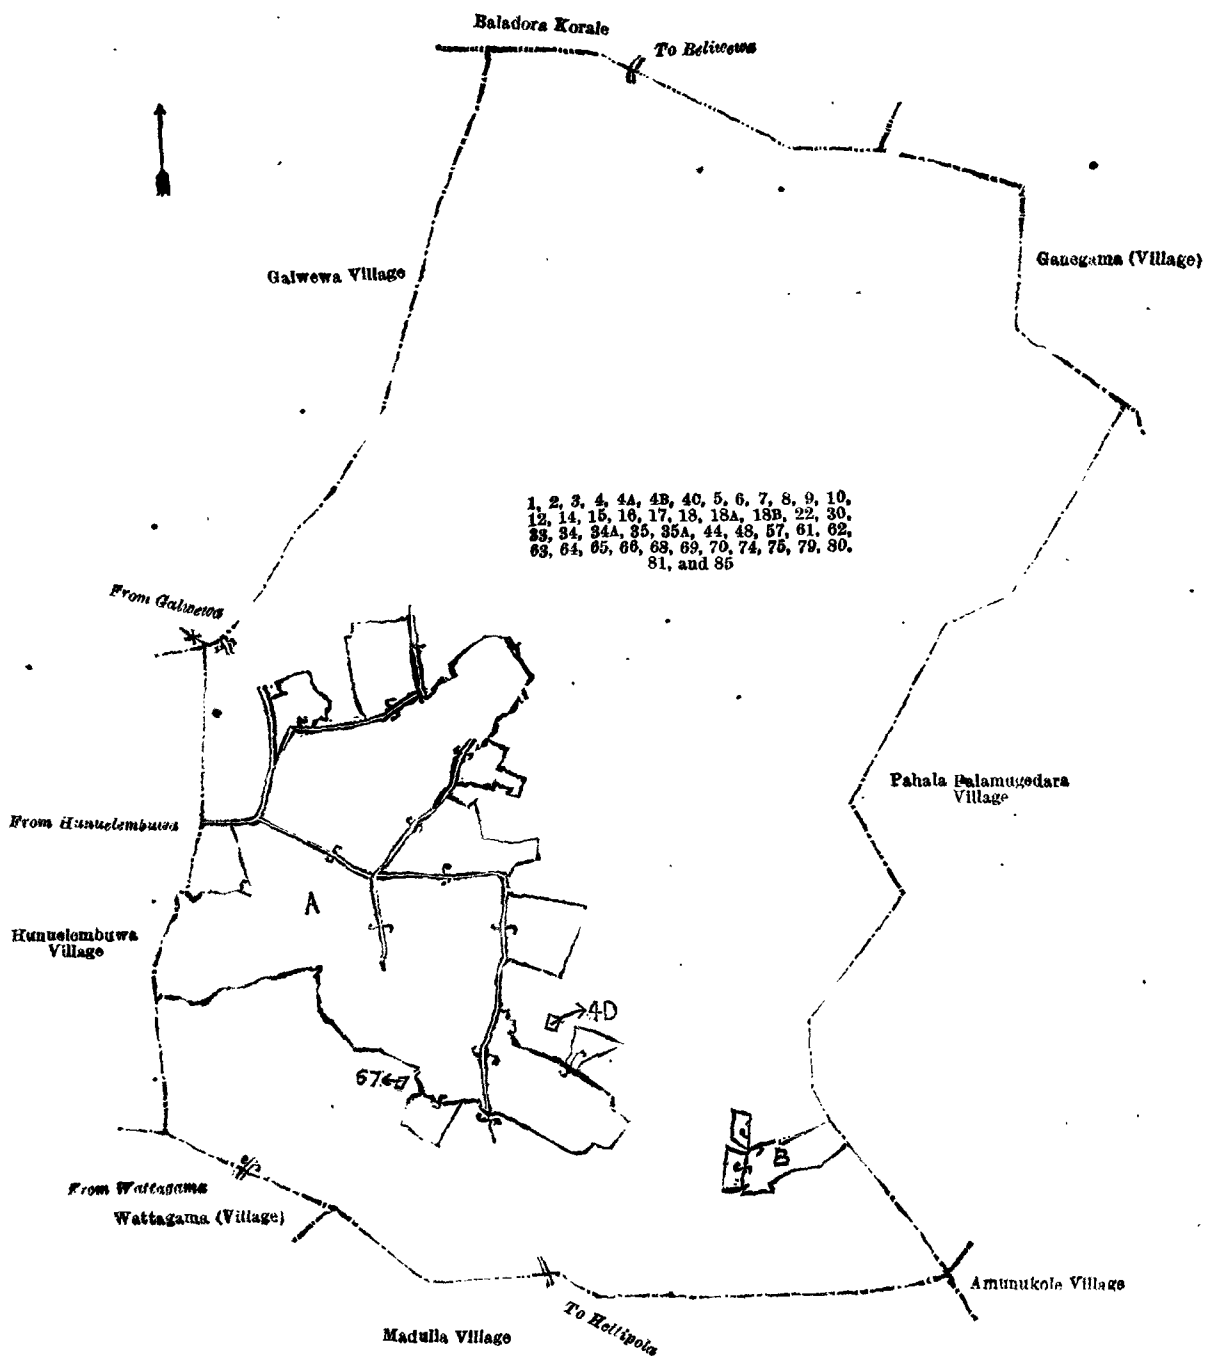 Baladora Korale
To Beliwewa
Galwewa Village
Ganegama (Village)
1, 2, 3, 4, 4A, 4B, 4C, 5, 6, 7, 8, 9, 10,
12, 14, 15, 16, 17, 18, 18A, 18B, 22, 30,
33, 34, 34A, 35, 35A, 44, 48, 57, 61, 62,
63, 64, 65, 66, 68, 69, 70, 74, 75, 79, 80,
81, and 85
From Galwewa
Pahala Palamugedara
Village
From Hunuelembuwa
A
Hunuelembuwa
Village
4D
57
B
From Wattagama
Wattagama (Village)
Amunukole Village
To Hettipola
Madulla Village